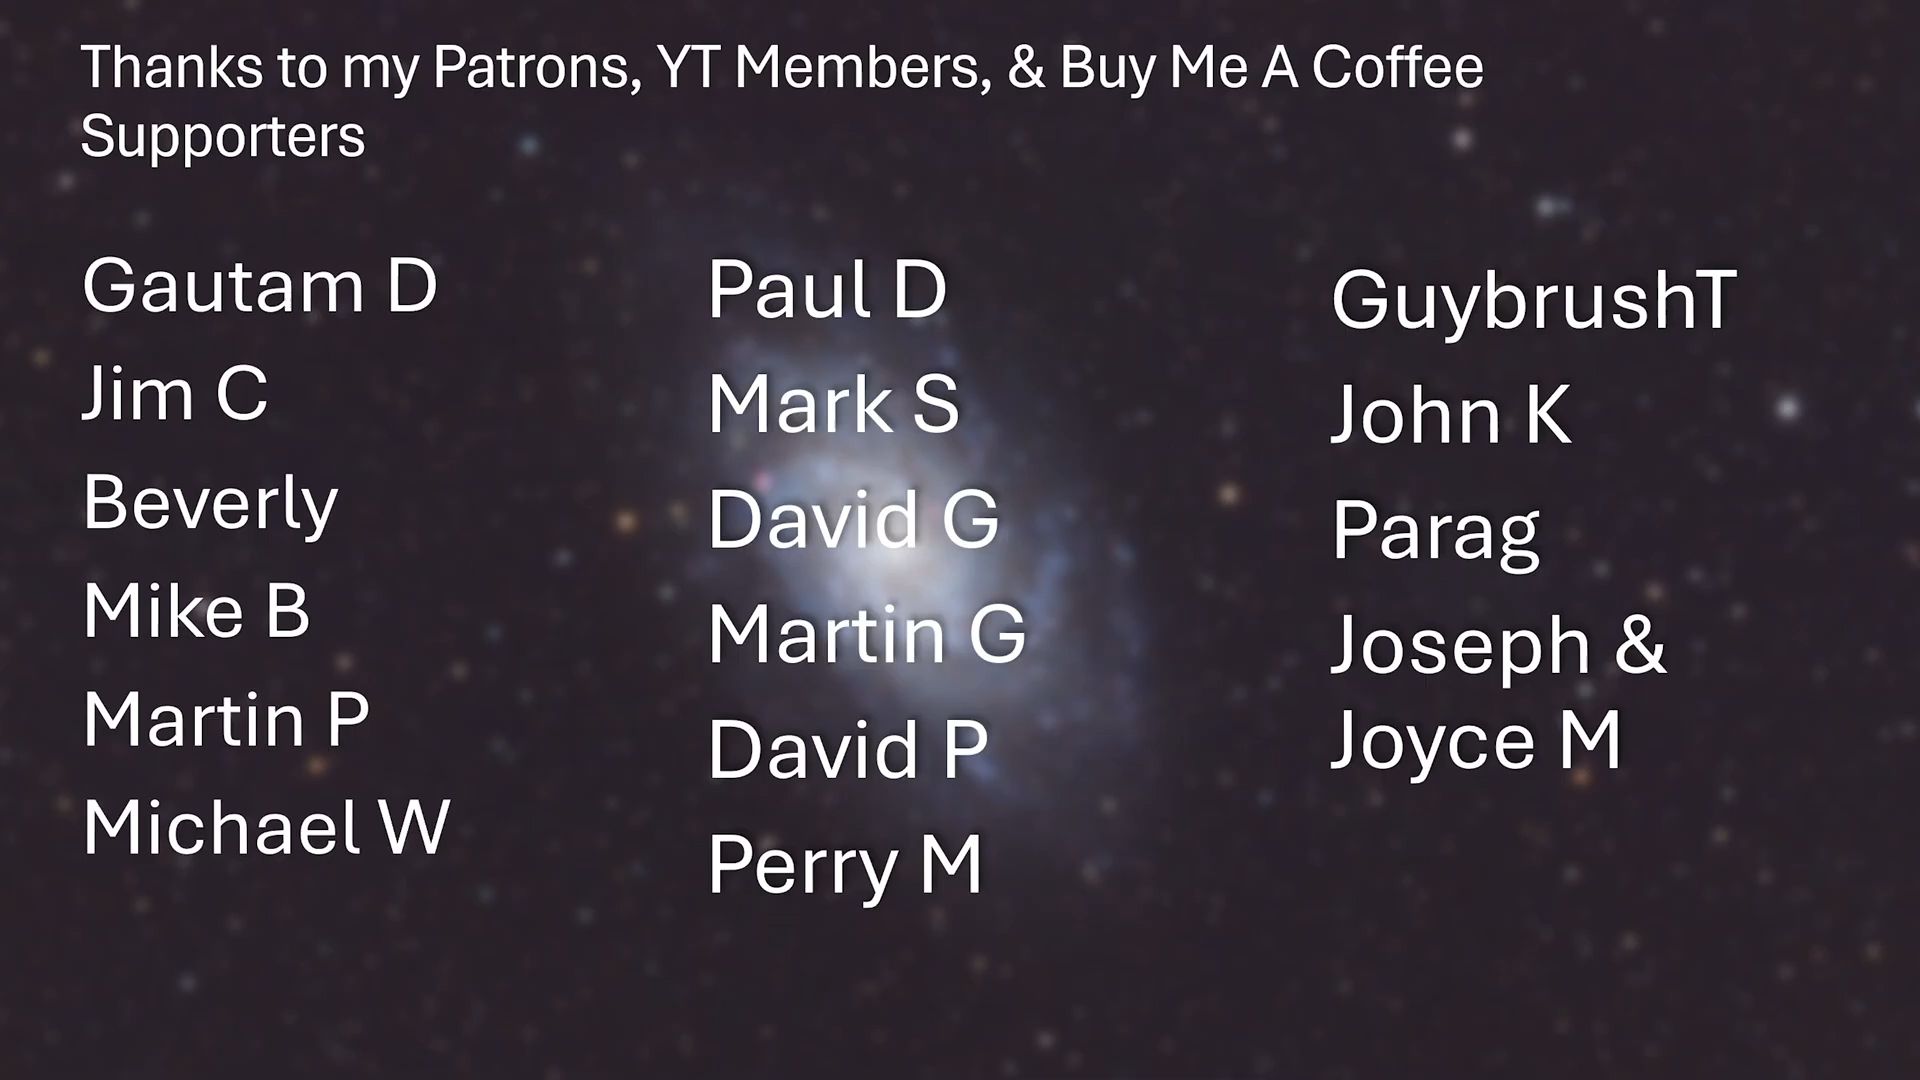 Thanks to my Patrons, YT Members, & Buy Me A Coffee
Supporters
Gautam D
Jim C
Beverly
Mike B
Martin P
Michael W
Paul D
Mark S
David G
Martin G
David P
Perry M
GuybrushT
John K
Parag
Joseph &
Joyce M